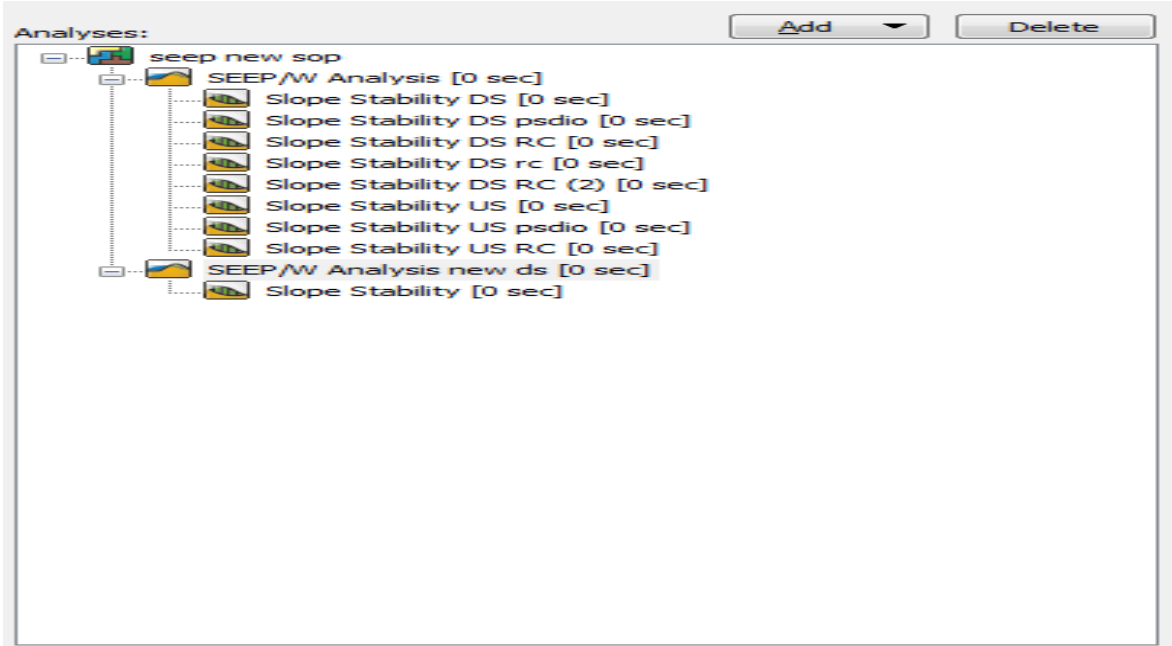 Analyses:
Add
Delete
seep new sop
SEEP/W Analysis [0 sec]
Slope Stability DS [0 sec]
Slope Stability DS psdio [0 sec]
Slope Stability DS RC [0 sec]
Slope Stability DS rc [0 sec]
Slope Stability DS RC (2) [0 sec]
Slope Stability US [0 sec]
Slope Stability US psdio [0 sec]
Slope Stability US RC [0 sec]
SEEP/W Analysis new ds [0 sec]
Slope Stability [0 sec]